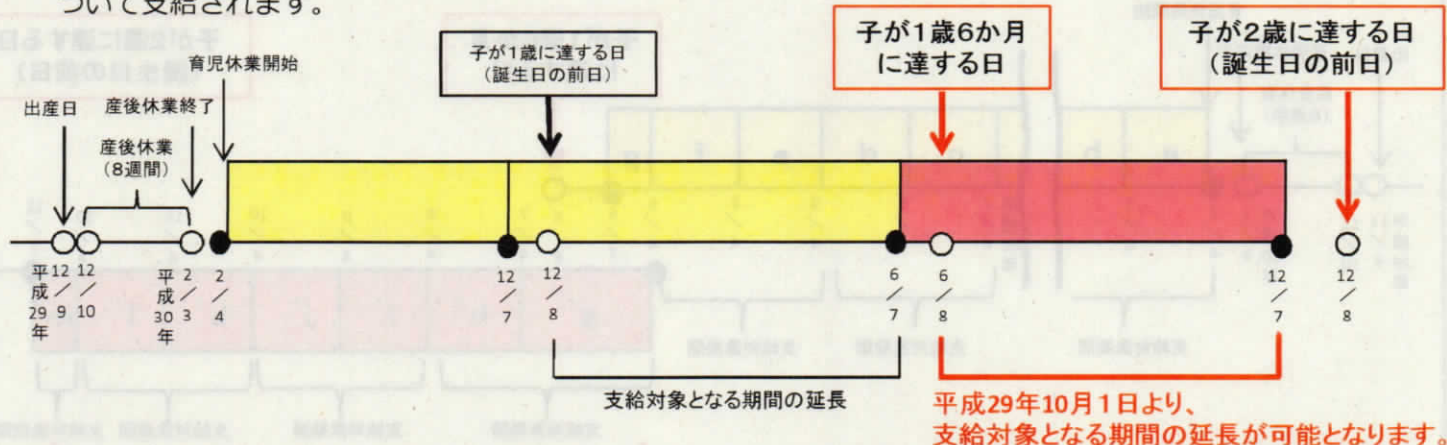 ついて支給されます。
子が1歳6か月
に達する日
子が2歳に達する日
(誕生日の前日)
子が1歳に達する日
(誕生日の前日)
育児休業開始
出産日
産後休業終了
産後休業
(8週間)
平成29年
12/9
12/10
平成30年
2/3
2/4
12/7
12/8
6/7
6/8
12/7
12/8
支給対象となる期間の延長
平成29年10月1日より、
支給対象となる期間の延長が可能となります